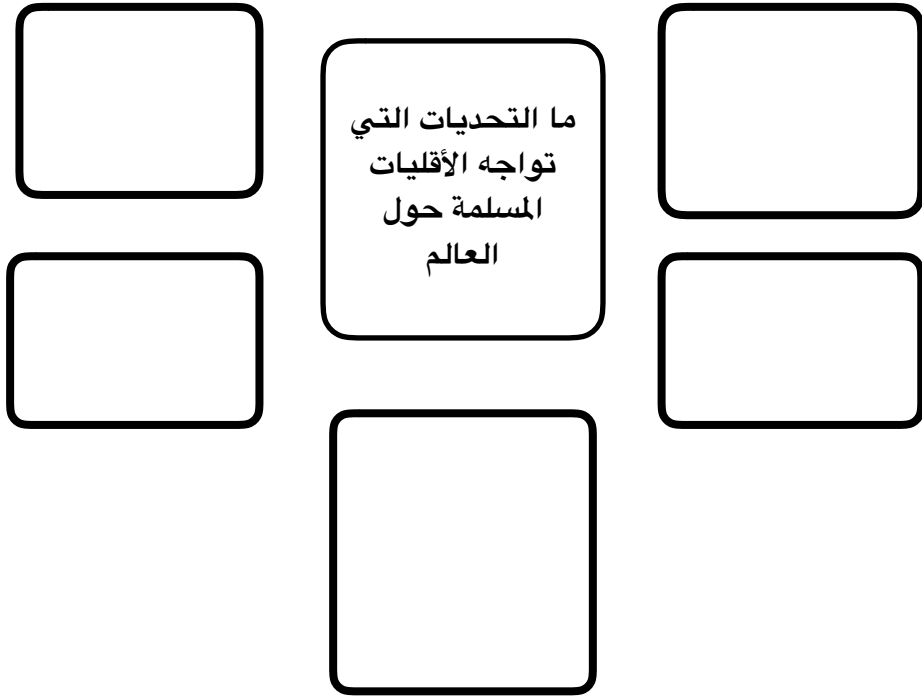 ما التحديات التي
تواجه الأقليات
المسلمة حول
العالم